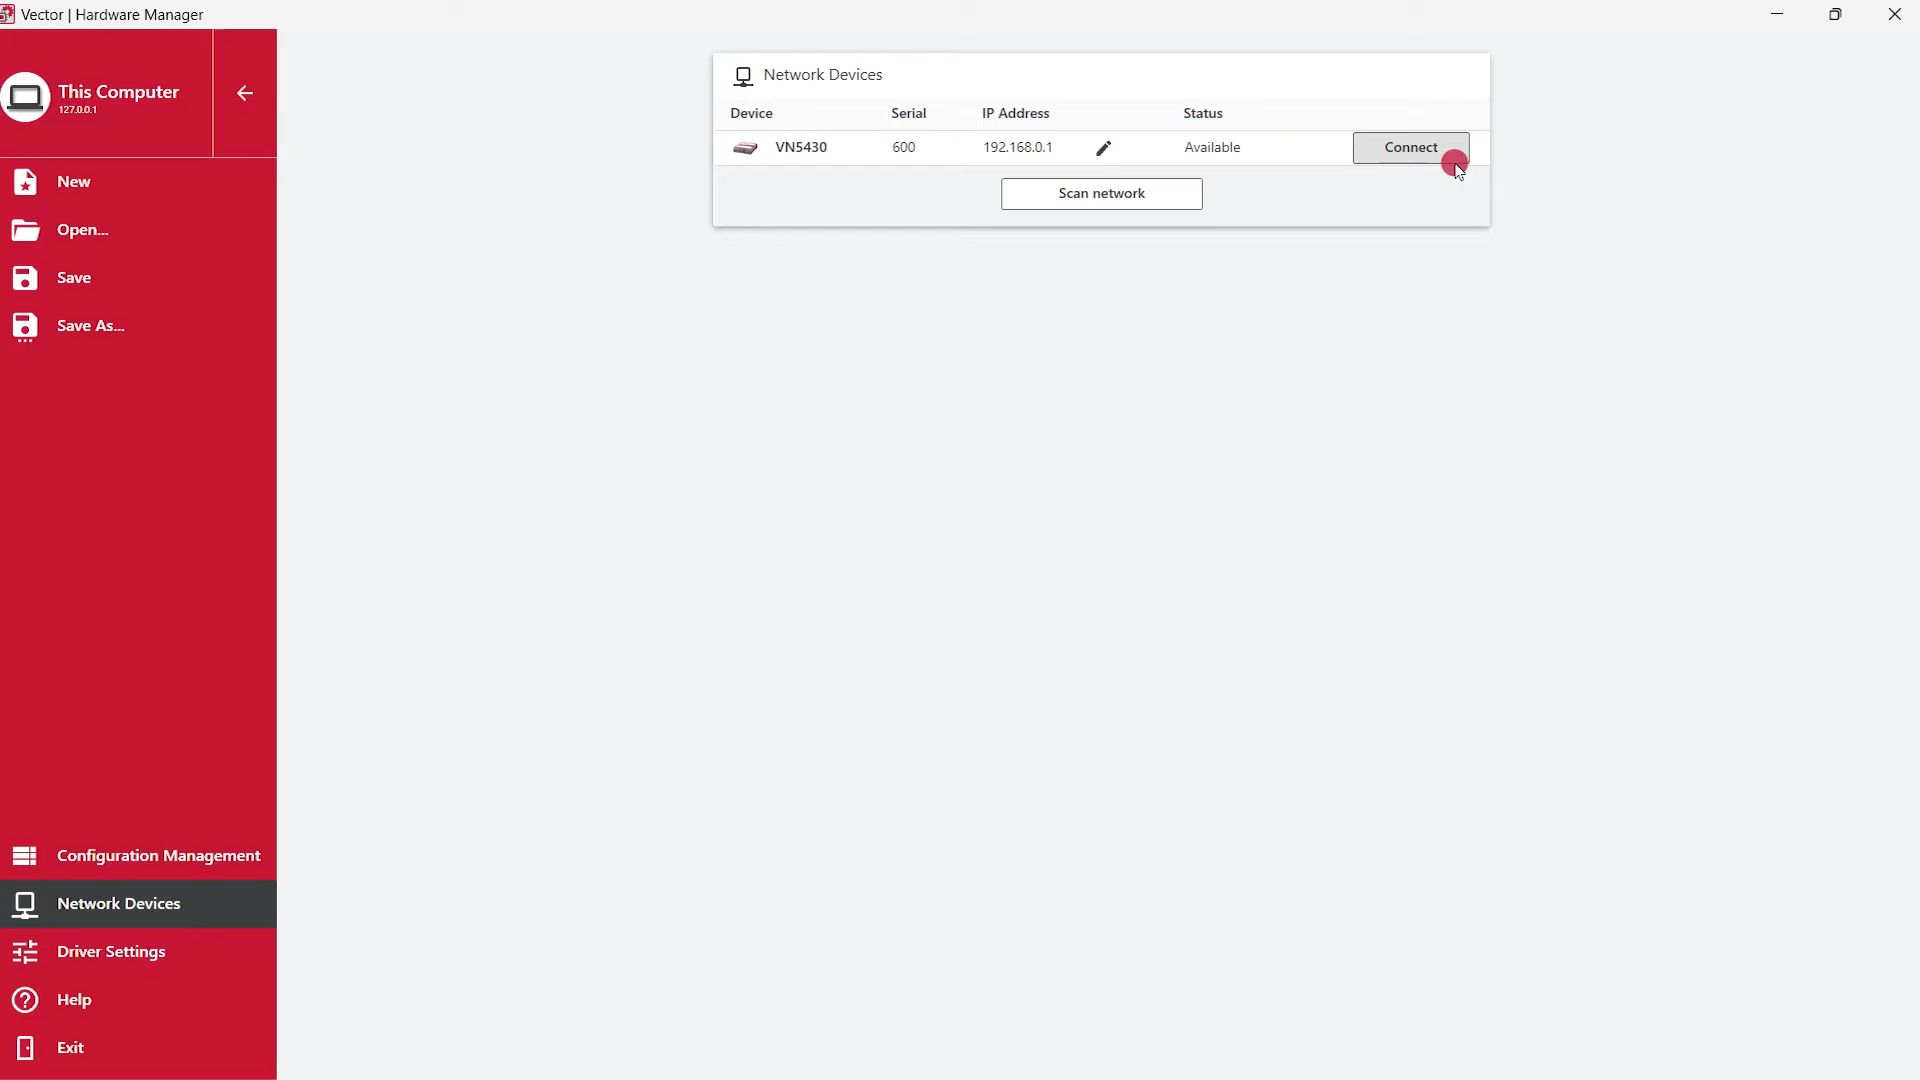 Vector | Hardware Manager
This Computer
127.0.0.1
New
Open...
Save
Save As...
Configuration Management
Network Devices
Driver Settings
Help
Exit
Network Devices
Device Serial IP Address Status
VN5430 600 192.168.0.1 Available Connect
Scan network